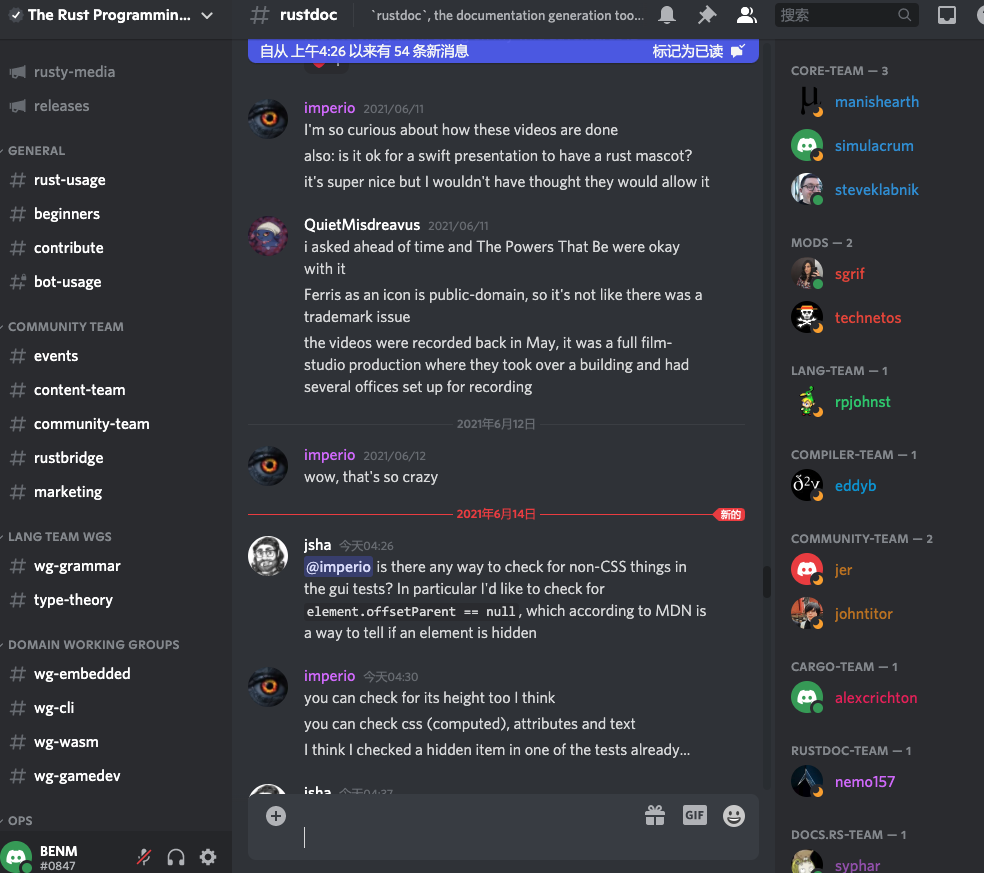 The Rust Programmin...
rusty-media
releases
GENERAL
rust-usage
beginners
contribute
bot-usage
COMMUNITY TEAM
events
content-team
community-team
rustbridge
marketing
LANG TEAM WGS
wg-grammar
type-theory
DOMAIN WORKING GROUPS
wg-embedded
wg-cli
wg-wasm
wg-gamedev
OPS
BENM
#0847
rustdoc
`rustdoc`, the documentation generation too...
搜索
自从 上午4:26 以来有 54 条新消息
标记为已读
imperio 2021/06/11
I'm so curious about how these videos are done
also: is it ok for a swift presentation to have a rust mascot?
it's super nice but I wouldn't have thought they would allow it
QuietMisdreavus 2021/06/11
i asked ahead of time and The Powers That Be were okay
with it
Ferris as an icon is public-domain, so it's not like there was a
trademark issue
the videos were recorded back in May, it was a full film-
studio production where they took over a building and had
several offices set up for recording
2021年6月12日
imperio 2021/06/12
wow, that's so crazy
2021年6月14日
新的
jsha 今天04:26
@imperio is there any way to check for non-CSS things in
the gui tests? In particular I'd like to check for
element.offsetParent == null, which according to MDN is
a way to tell if an element is hidden
imperio 今天04:30
you can check for its height too I think
you can check css (computed), attributes and text
I think I checked a hidden item in one of the tests already...
jsha 今天04:37
GIF
CORE-TEAM — 3
manishearth
simulacrum
steveklabnik
MODS — 2
sgrif
technetos
LANG-TEAM — 1
rpjohnst
COMPILER-TEAM — 1
eddyb
COMMUNITY-TEAM — 2
jer
johntitor
CARGO-TEAM — 1
alexcrichton
RUSTDOC-TEAM — 1
nemo157
DOCS.RS-TEAM — 1
syphar